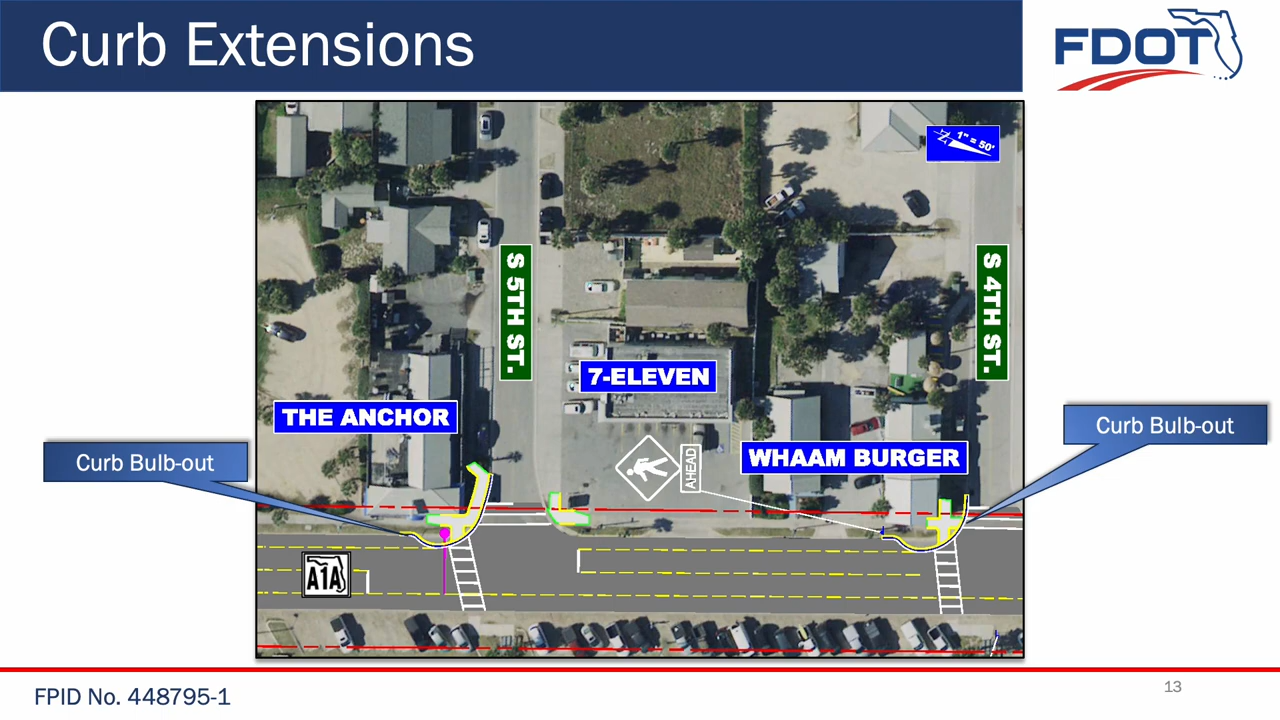 Curb Extensions
FDOT
1" = 50'
S 5TH ST.
S 4TH ST.
7-ELEVEN
THE ANCHOR
Curb Bulb-out
WHAAM BURGER
AHEAD
Curb Bulb-out
A1A
FPID No. 448795-1
13